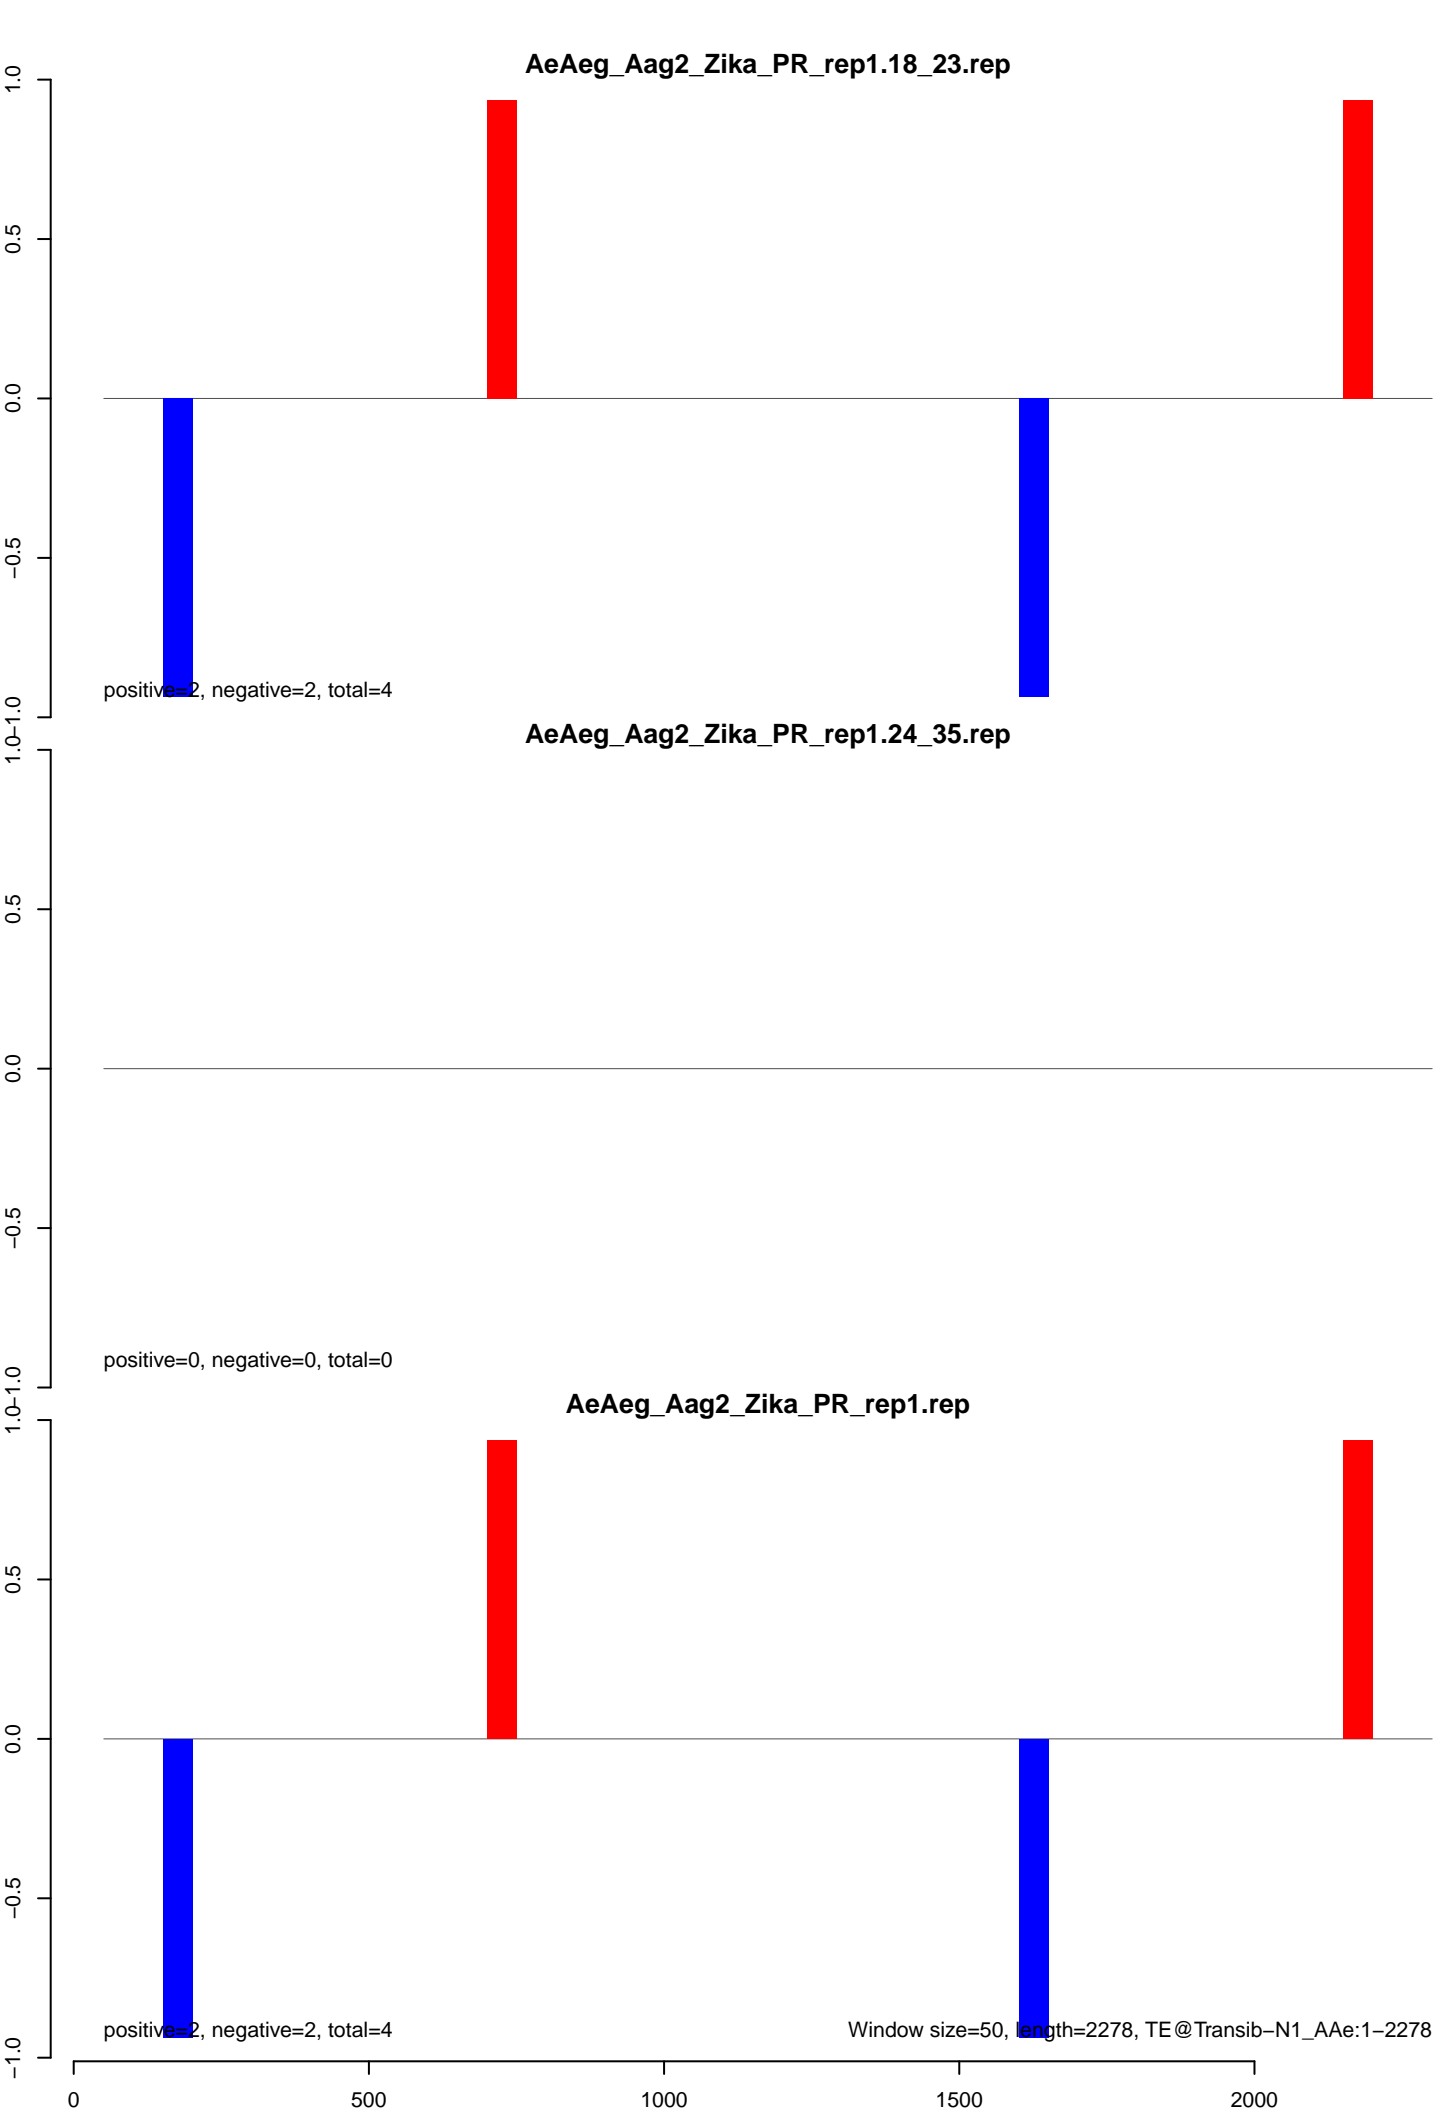 AeAeg_Aag2_Zika_PR_rep1.18_23.rep
1.0
0.5
0.0
−0.5
−1.0
positive=2, negative=2, total=4
AeAeg_Aag2_Zika_PR_rep1.24_35.rep
1.0
0.5
0.0
−0.5
−1.0
positive=0, negative=0, total=0
AeAeg_Aag2_Zika_PR_rep1.rep
1.0
0.5
0.0
−0.5
−1.0
positive=2, negative=2, total=4
Window size=50, length=2278, TE@Transib−N1_AAe:1−2278
0 500 1000 1500 2000